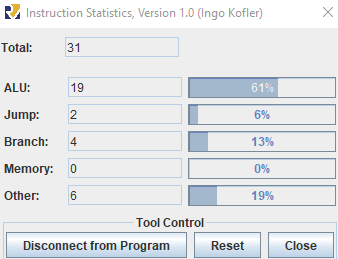 Instruction Statistics, Version 1.0 (Ingo Kofler)
Total: 31
ALU: 19 61%
Jump: 2 6%
Branch: 4 13%
Memory: 0 0%
Other: 6 19%
Tool Control
Disconnect from Program Reset Close